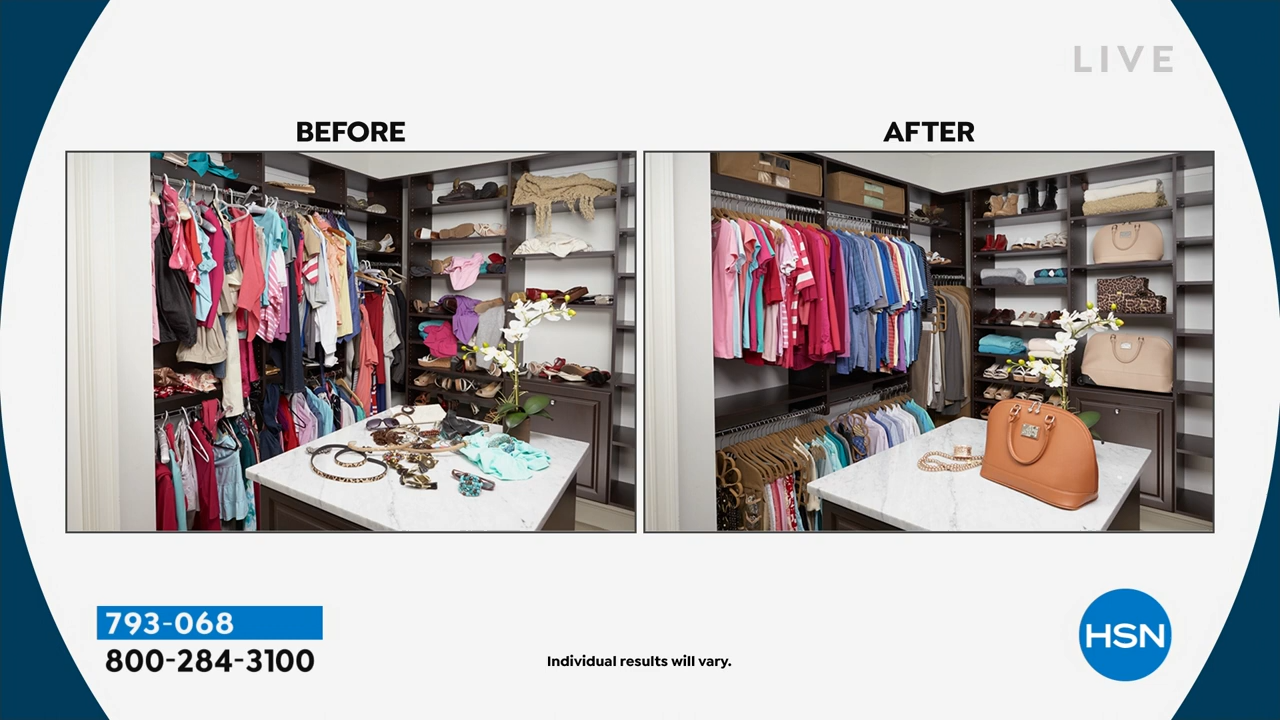 LIVE
BEFORE
AFTER
793-068
800-284-3100
Individual results will vary.
HSN